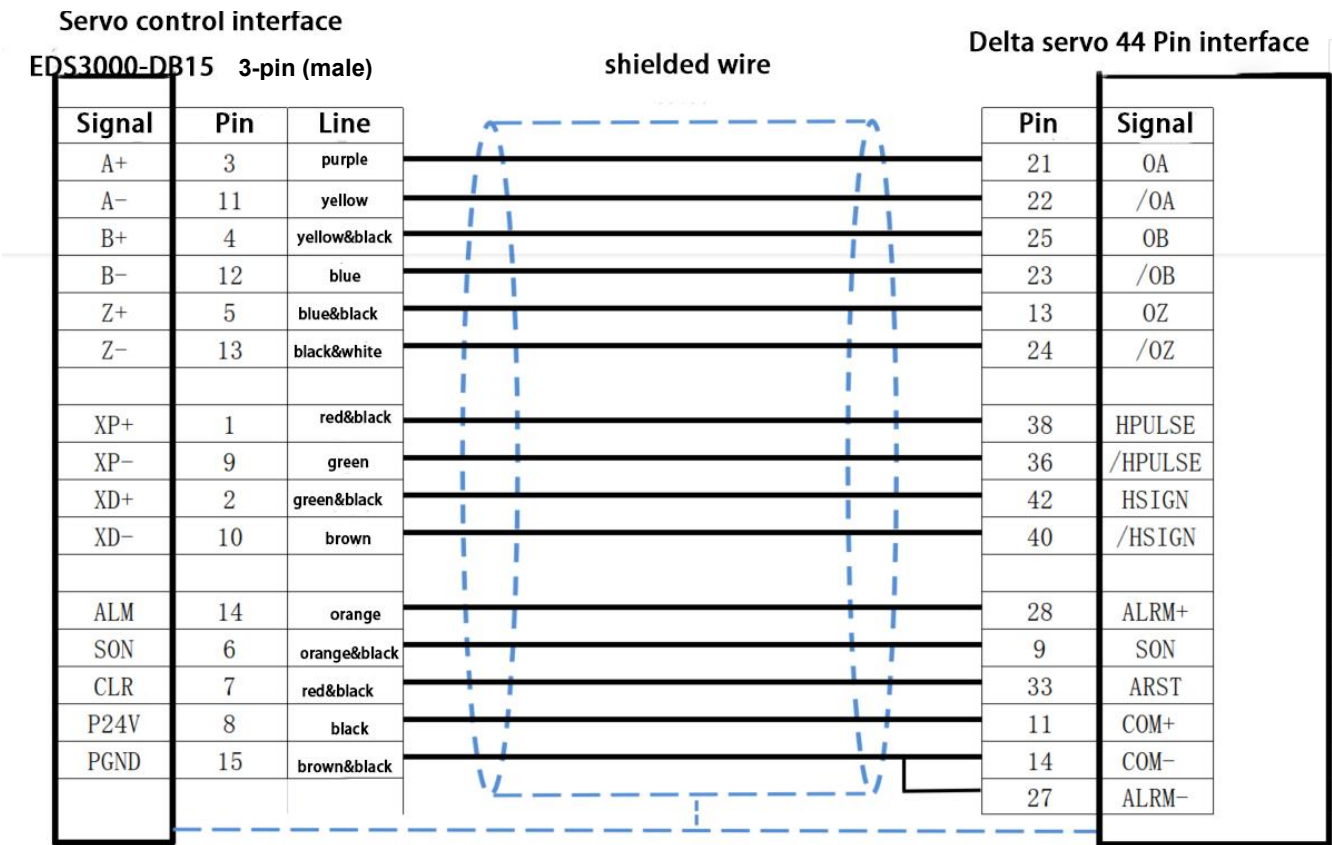 Servo control interface
Delta servo 44 Pin interface
EDS3000-DB15 3-pin (male)
shielded wire
Signal Pin Line Pin Signal
A+ 3 purple 21 OA
A- 11 yellow 22 /OA
B+ 4 yellow&black 25 OB
B- 12 blue 23 /OB
Z+ 5 blue&black 13 OZ
Z- 13 black&white 24 /OZ
XP+ 1 red&black 38 HPULSE
XP- 9 green 36 /HPULSE
XD+ 2 green&black 42 HSIGN
XD- 10 brown 40 /HSIGN
ALM 14 orange 28 ALRM+
SON 6 orange&black 9 SON
CLR 7 red&black 33 ARST
P24V 8 black 11 COM+
PGND 15 brown&black 14 COM-
27 ALRM-